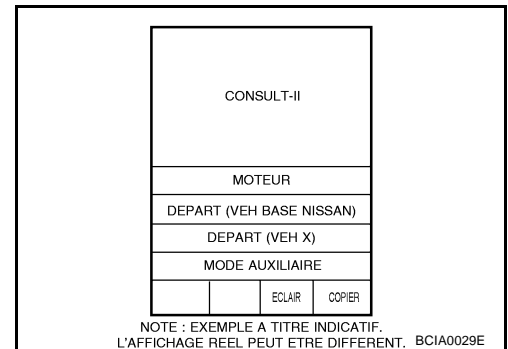 CONSULT-II
MOTEUR
DEPART (VEH BASE NISSAN)
DEPART (VEH X)
MODE AUXILIAIRE
ECLAIR COPIER
NOTE : EXEMPLE A TITRE INDICATIF.
L'AFFICHAGE REEL PEUT ETRE DIFFERENT. BCIA0029E